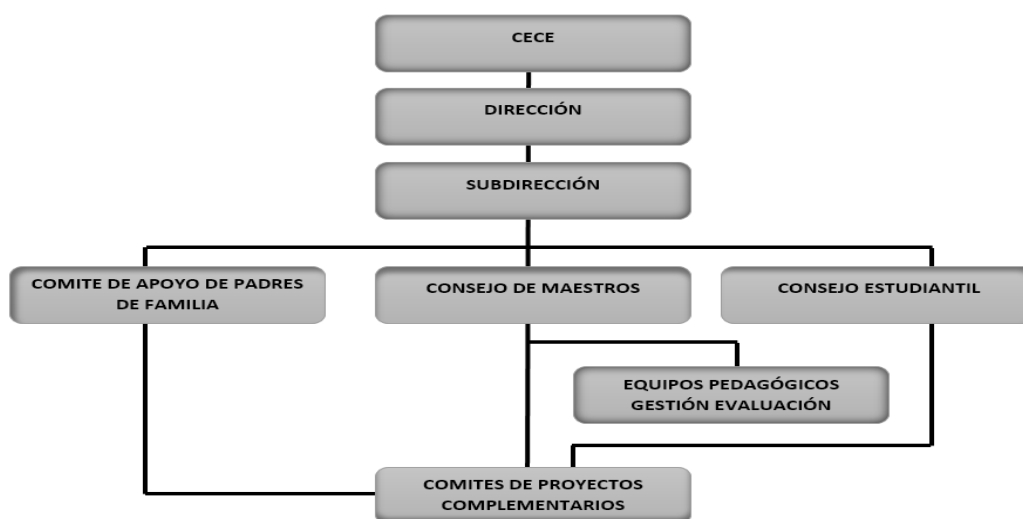 CECE
DIRECCIÓN
SUBDIRECCIÓN
COMITE DE APOYO DE PADRES
DE FAMILIA
CONSEJO DE MAESTROS
CONSEJO ESTUDIANTIL
EQUIPOS PEDAGÓGICOS
GESTIÓN EVALUACIÓN
COMITES DE PROYECTOS
COMPLEMENTARIOS